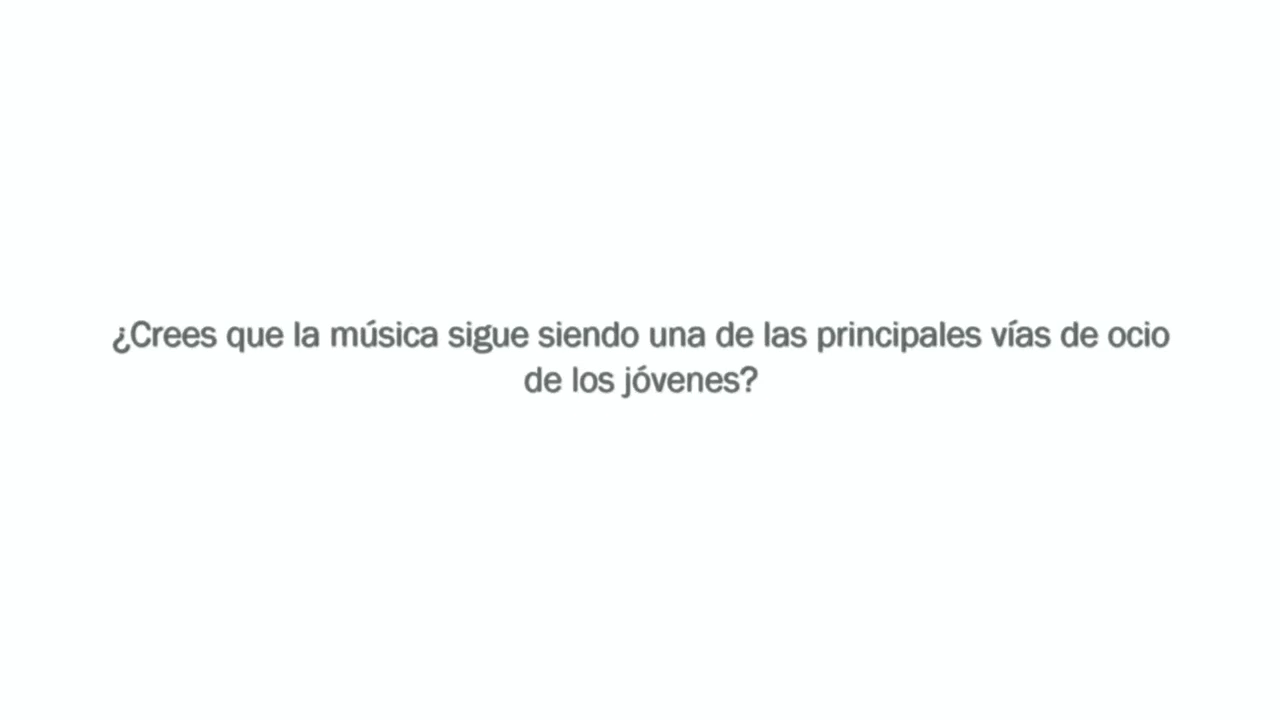 ¿Crees que la música sigue siendo una de las principales vías de ocio
de los jóvenes?